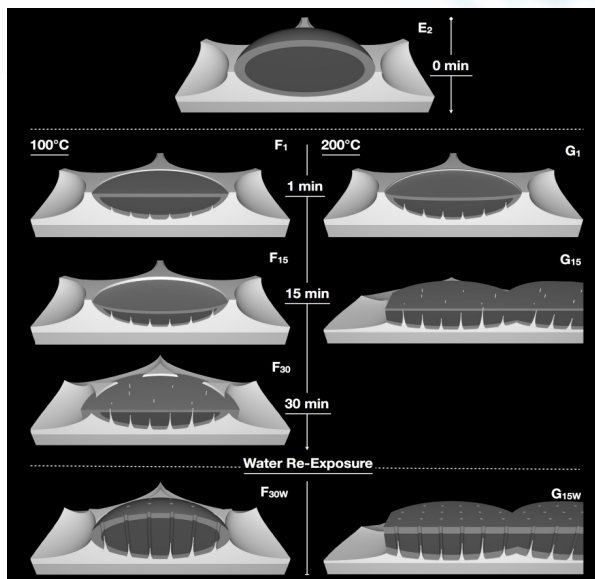 E2
0 min
100°C
F1
200°C
G1
1 min
F15
G15
15 min
F30
30 min
Water Re-Exposure
F30W
G15W